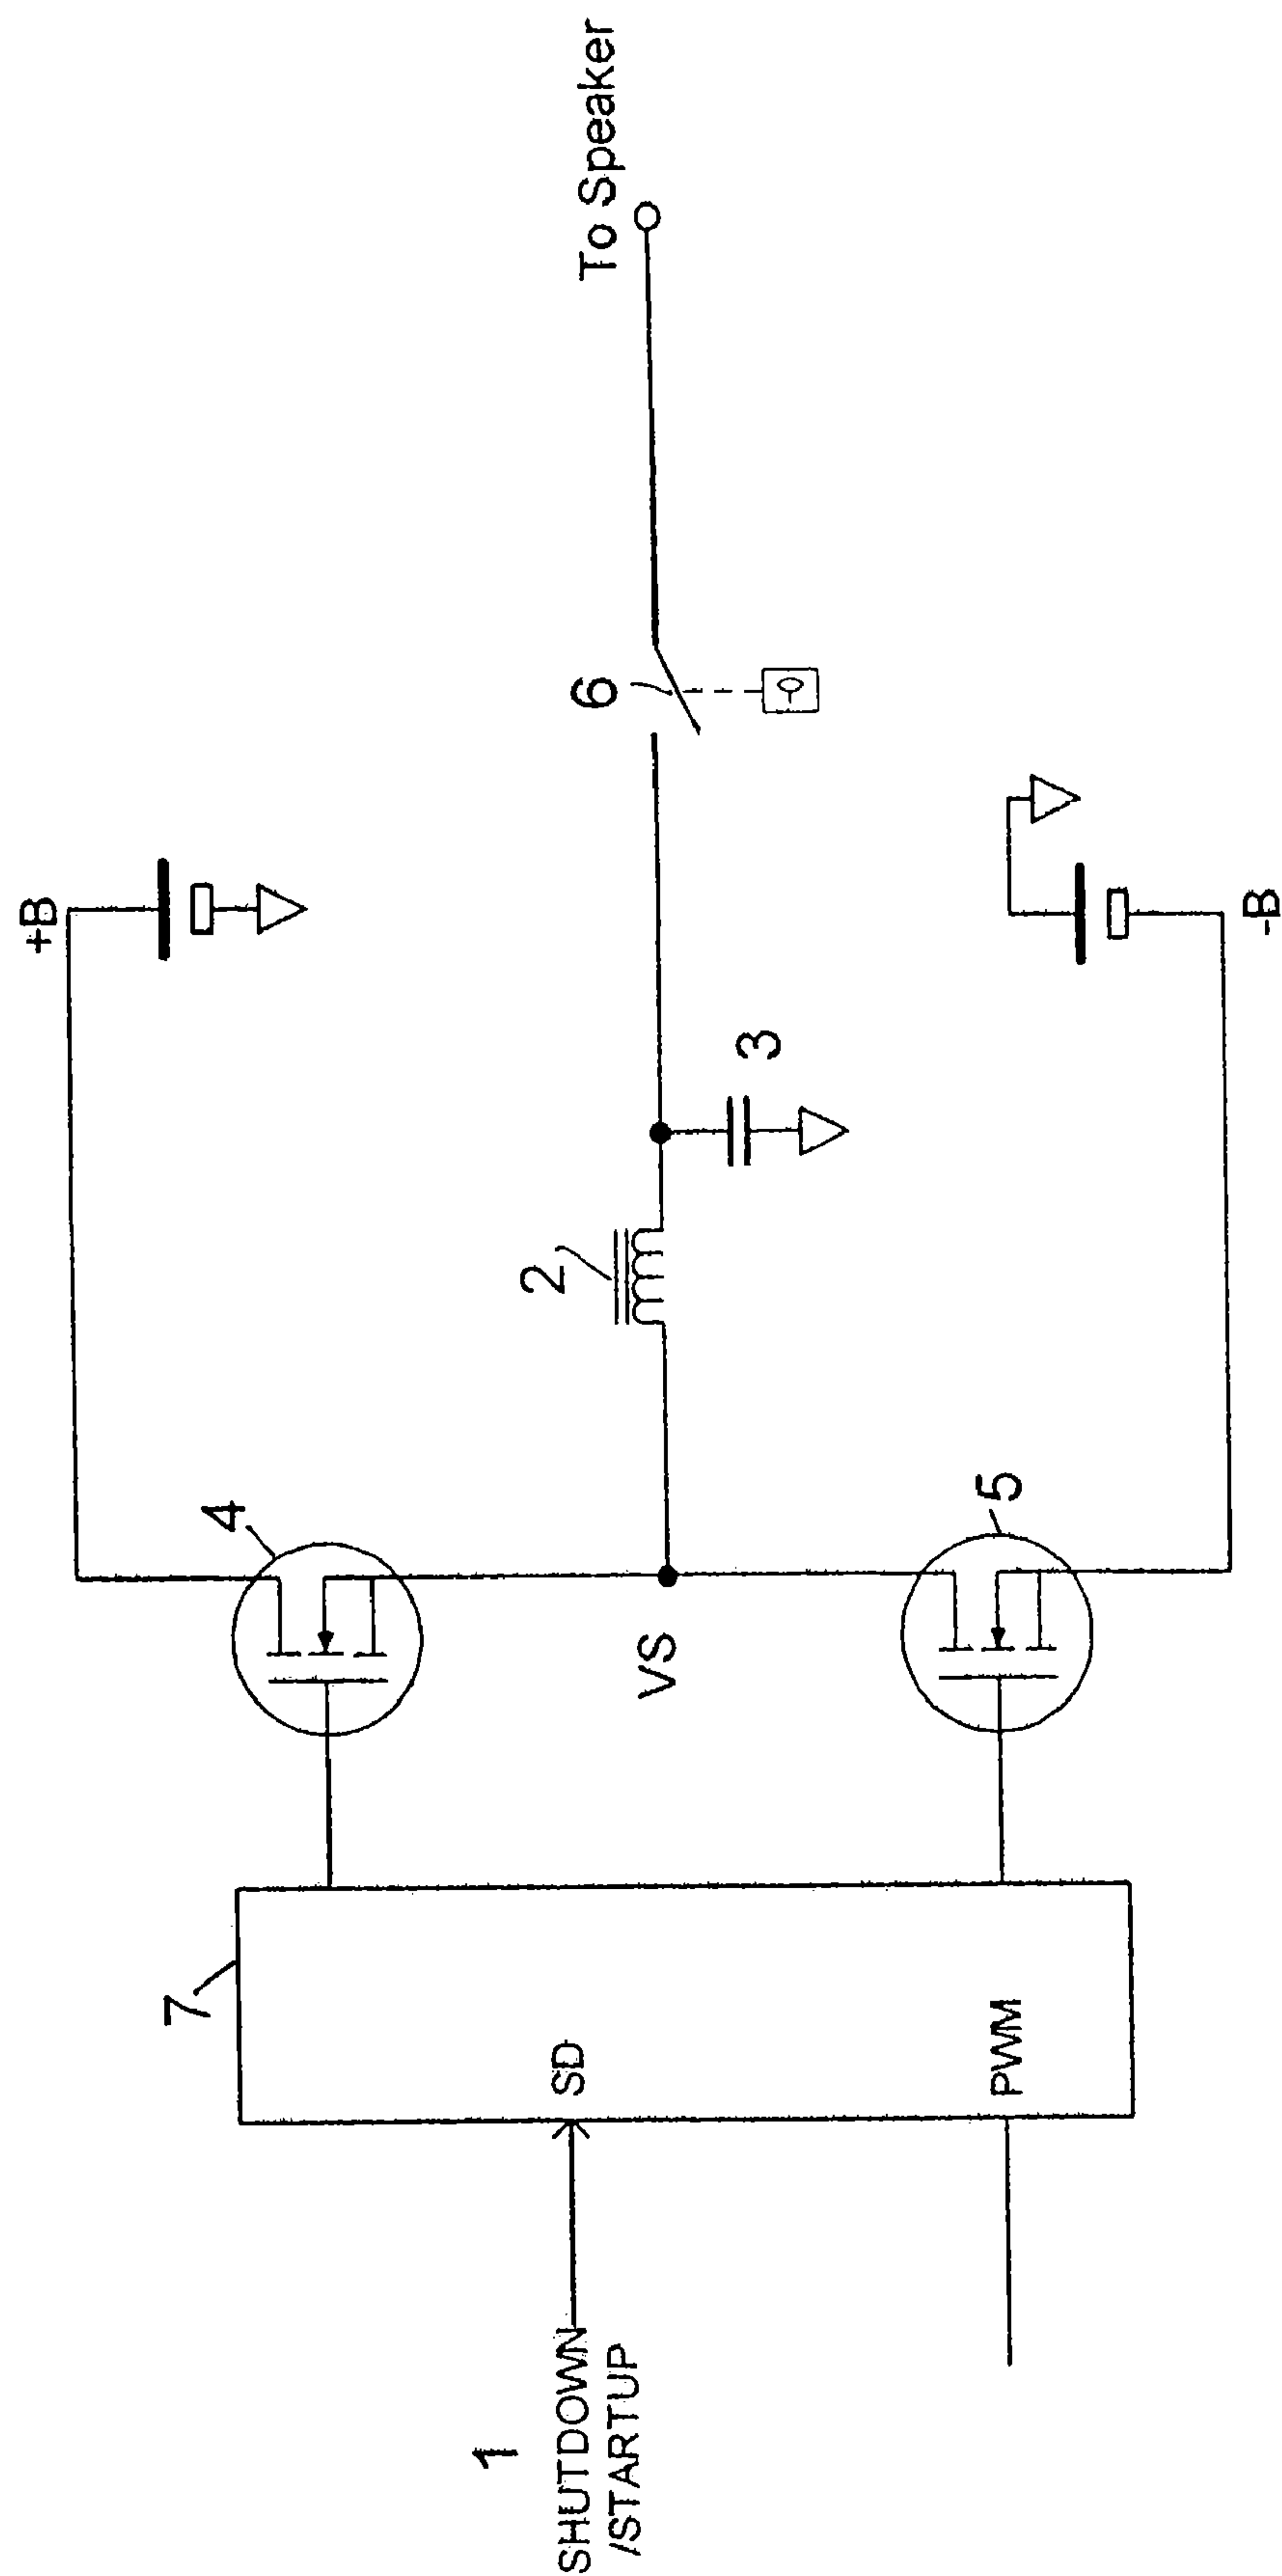 1
SHUTDOWN
/STARTUP
SD
PWM
7
4
5
VS
2
3
+B
-B
6
To Speaker